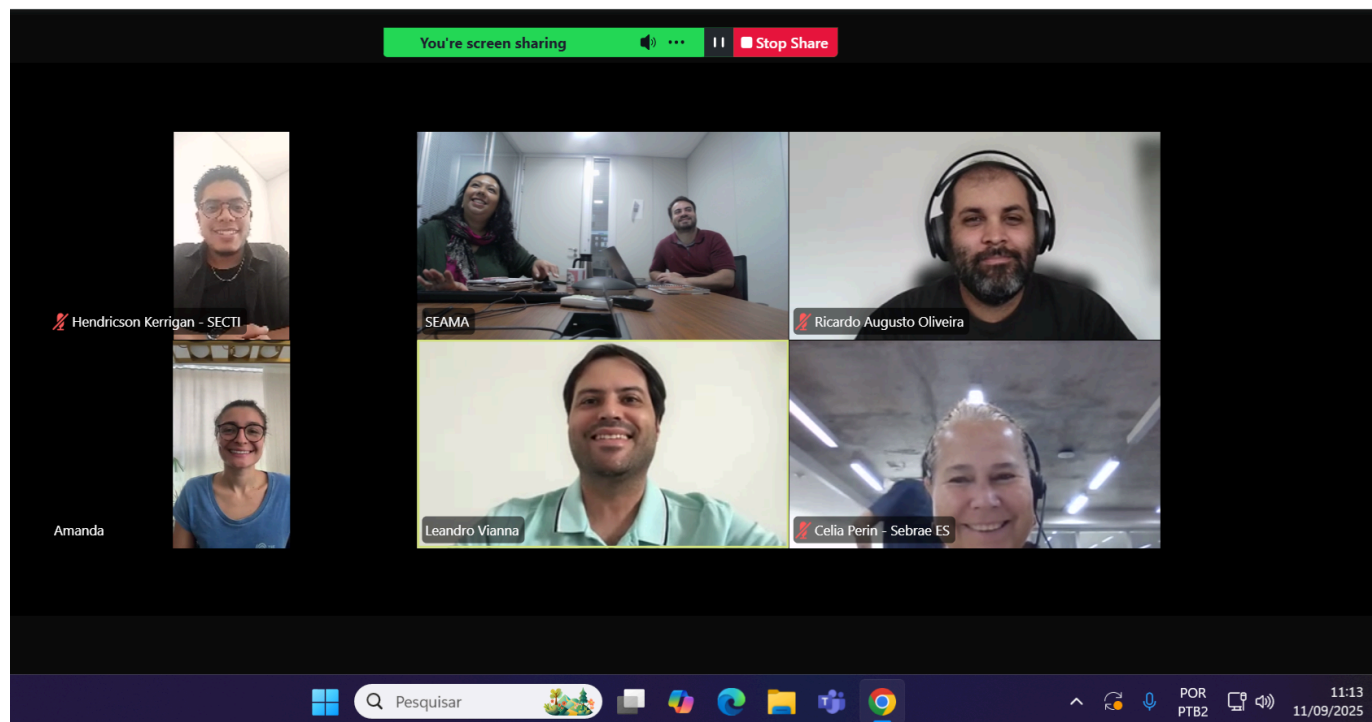 You're screen sharing
Stop Share
Hendricson Kerrigan - SECTI
SEAMA
Ricardo Augusto Oliveira
Amanda
Leandro Vianna
Celia Perin - Sebrae ES
Pesquisar
POR
PTB2
11:13
11/09/2025